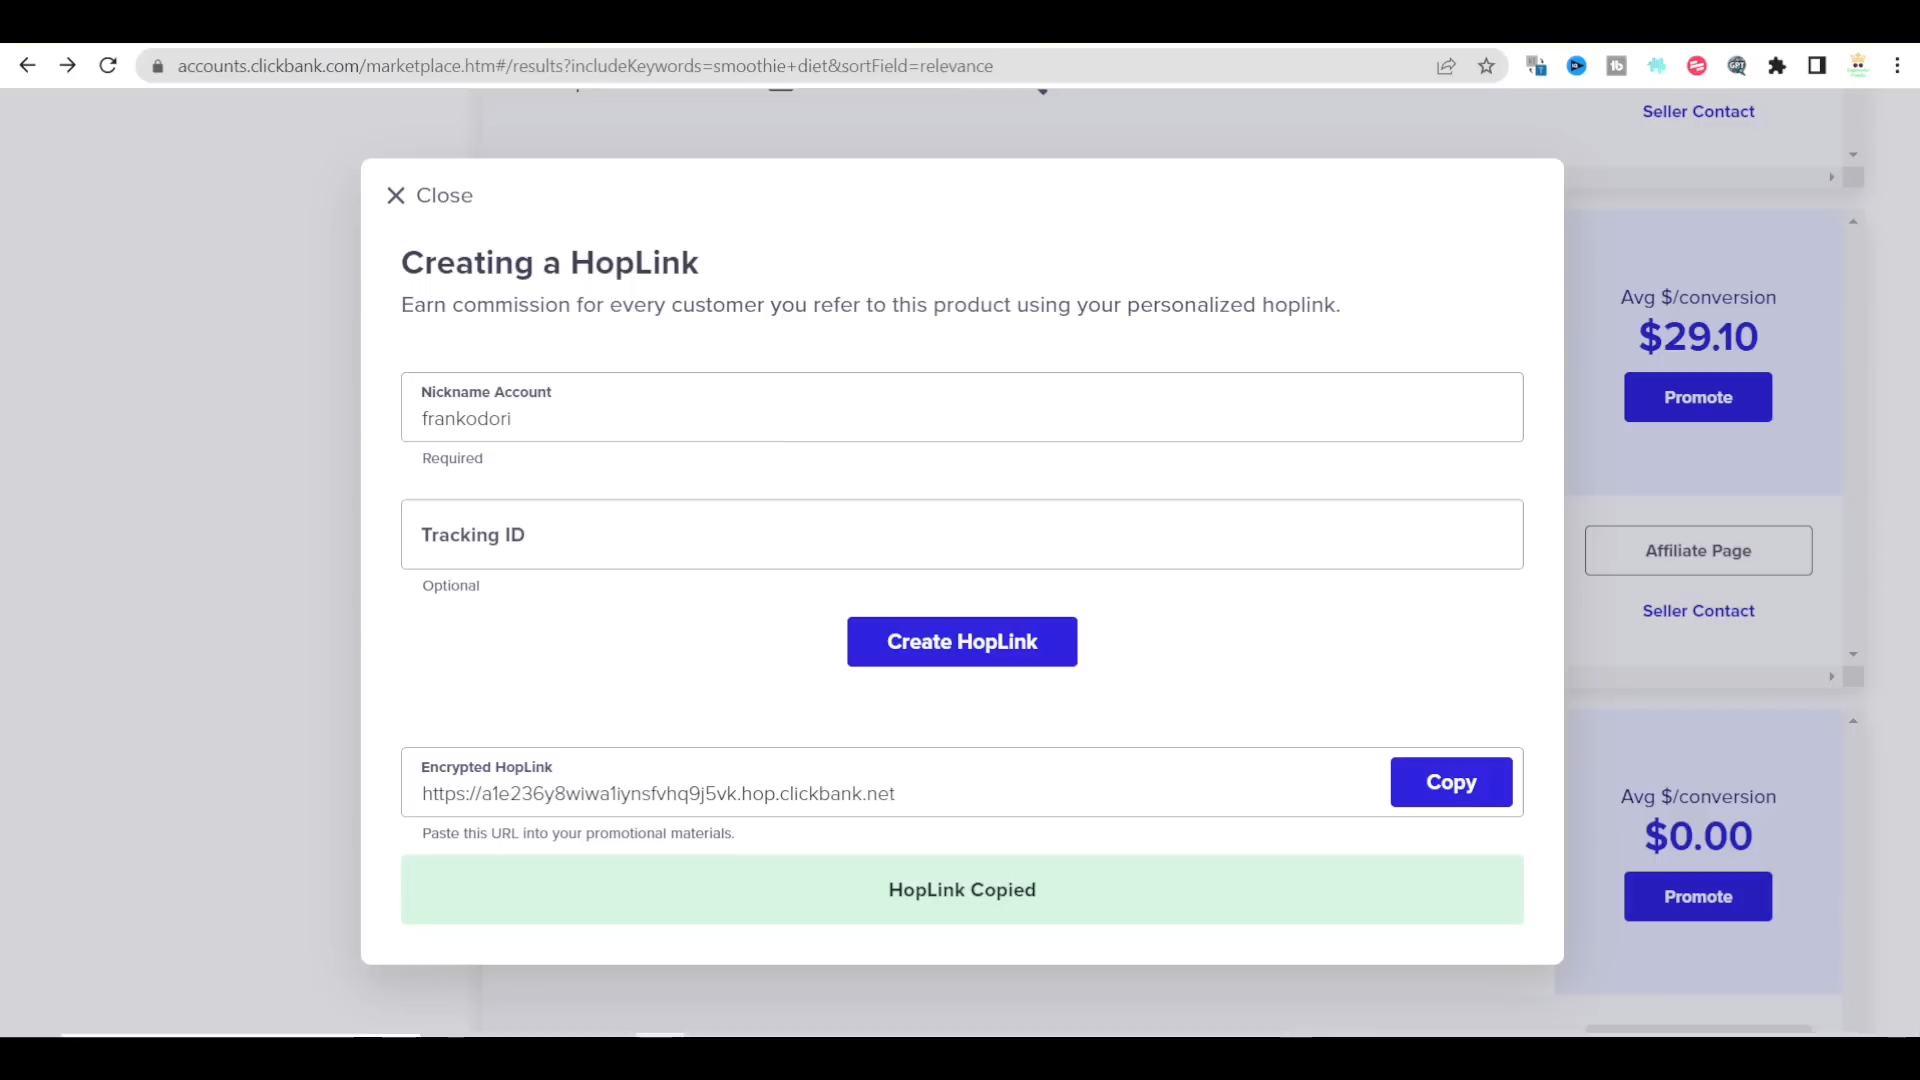 accounts.clickbank.com/marketplace.htm#/results?includeKeywords=smoothie+diet&sortField=relevance
Seller Contact
Close
Creating a HopLink
Earn commission for every customer you refer to this product using your personalized hoplink.
Nickname Account
frankodori
Required
Tracking ID
Optional
Create HopLink
Encrypted HopLink
https://a1e236y8wiwa1iynsfvhq9j5vk.hop.clickbank.net
Copy
Paste this URL into your promotional materials.
HopLink Copied
Avg $/conversion
$29.10
Promote
Affiliate Page
Seller Contact
Avg $/conversion
$0.00
Promote